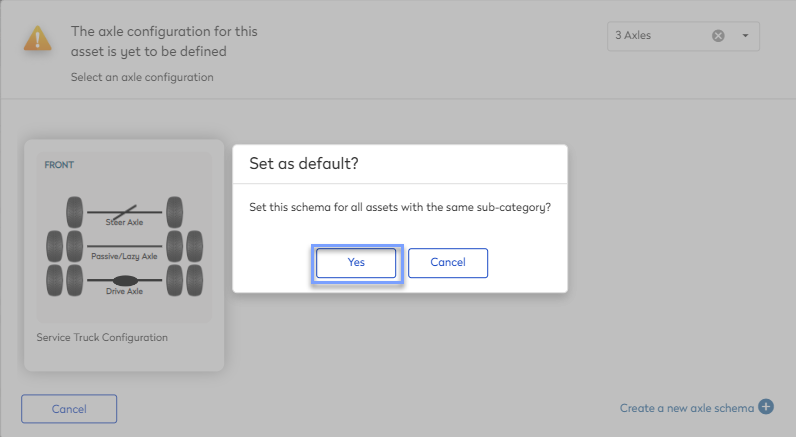 The axle configuration for this
asset is yet to be defined
Select an axle configuration
3 Axles
FRONT
Steer Axle
Passive/Lazy Axle
Drive Axle
Service Truck Configuration
Set as default?
Set this schema for all assets with the same sub-category?
Yes
Cancel
Cancel
Create a new axle schema